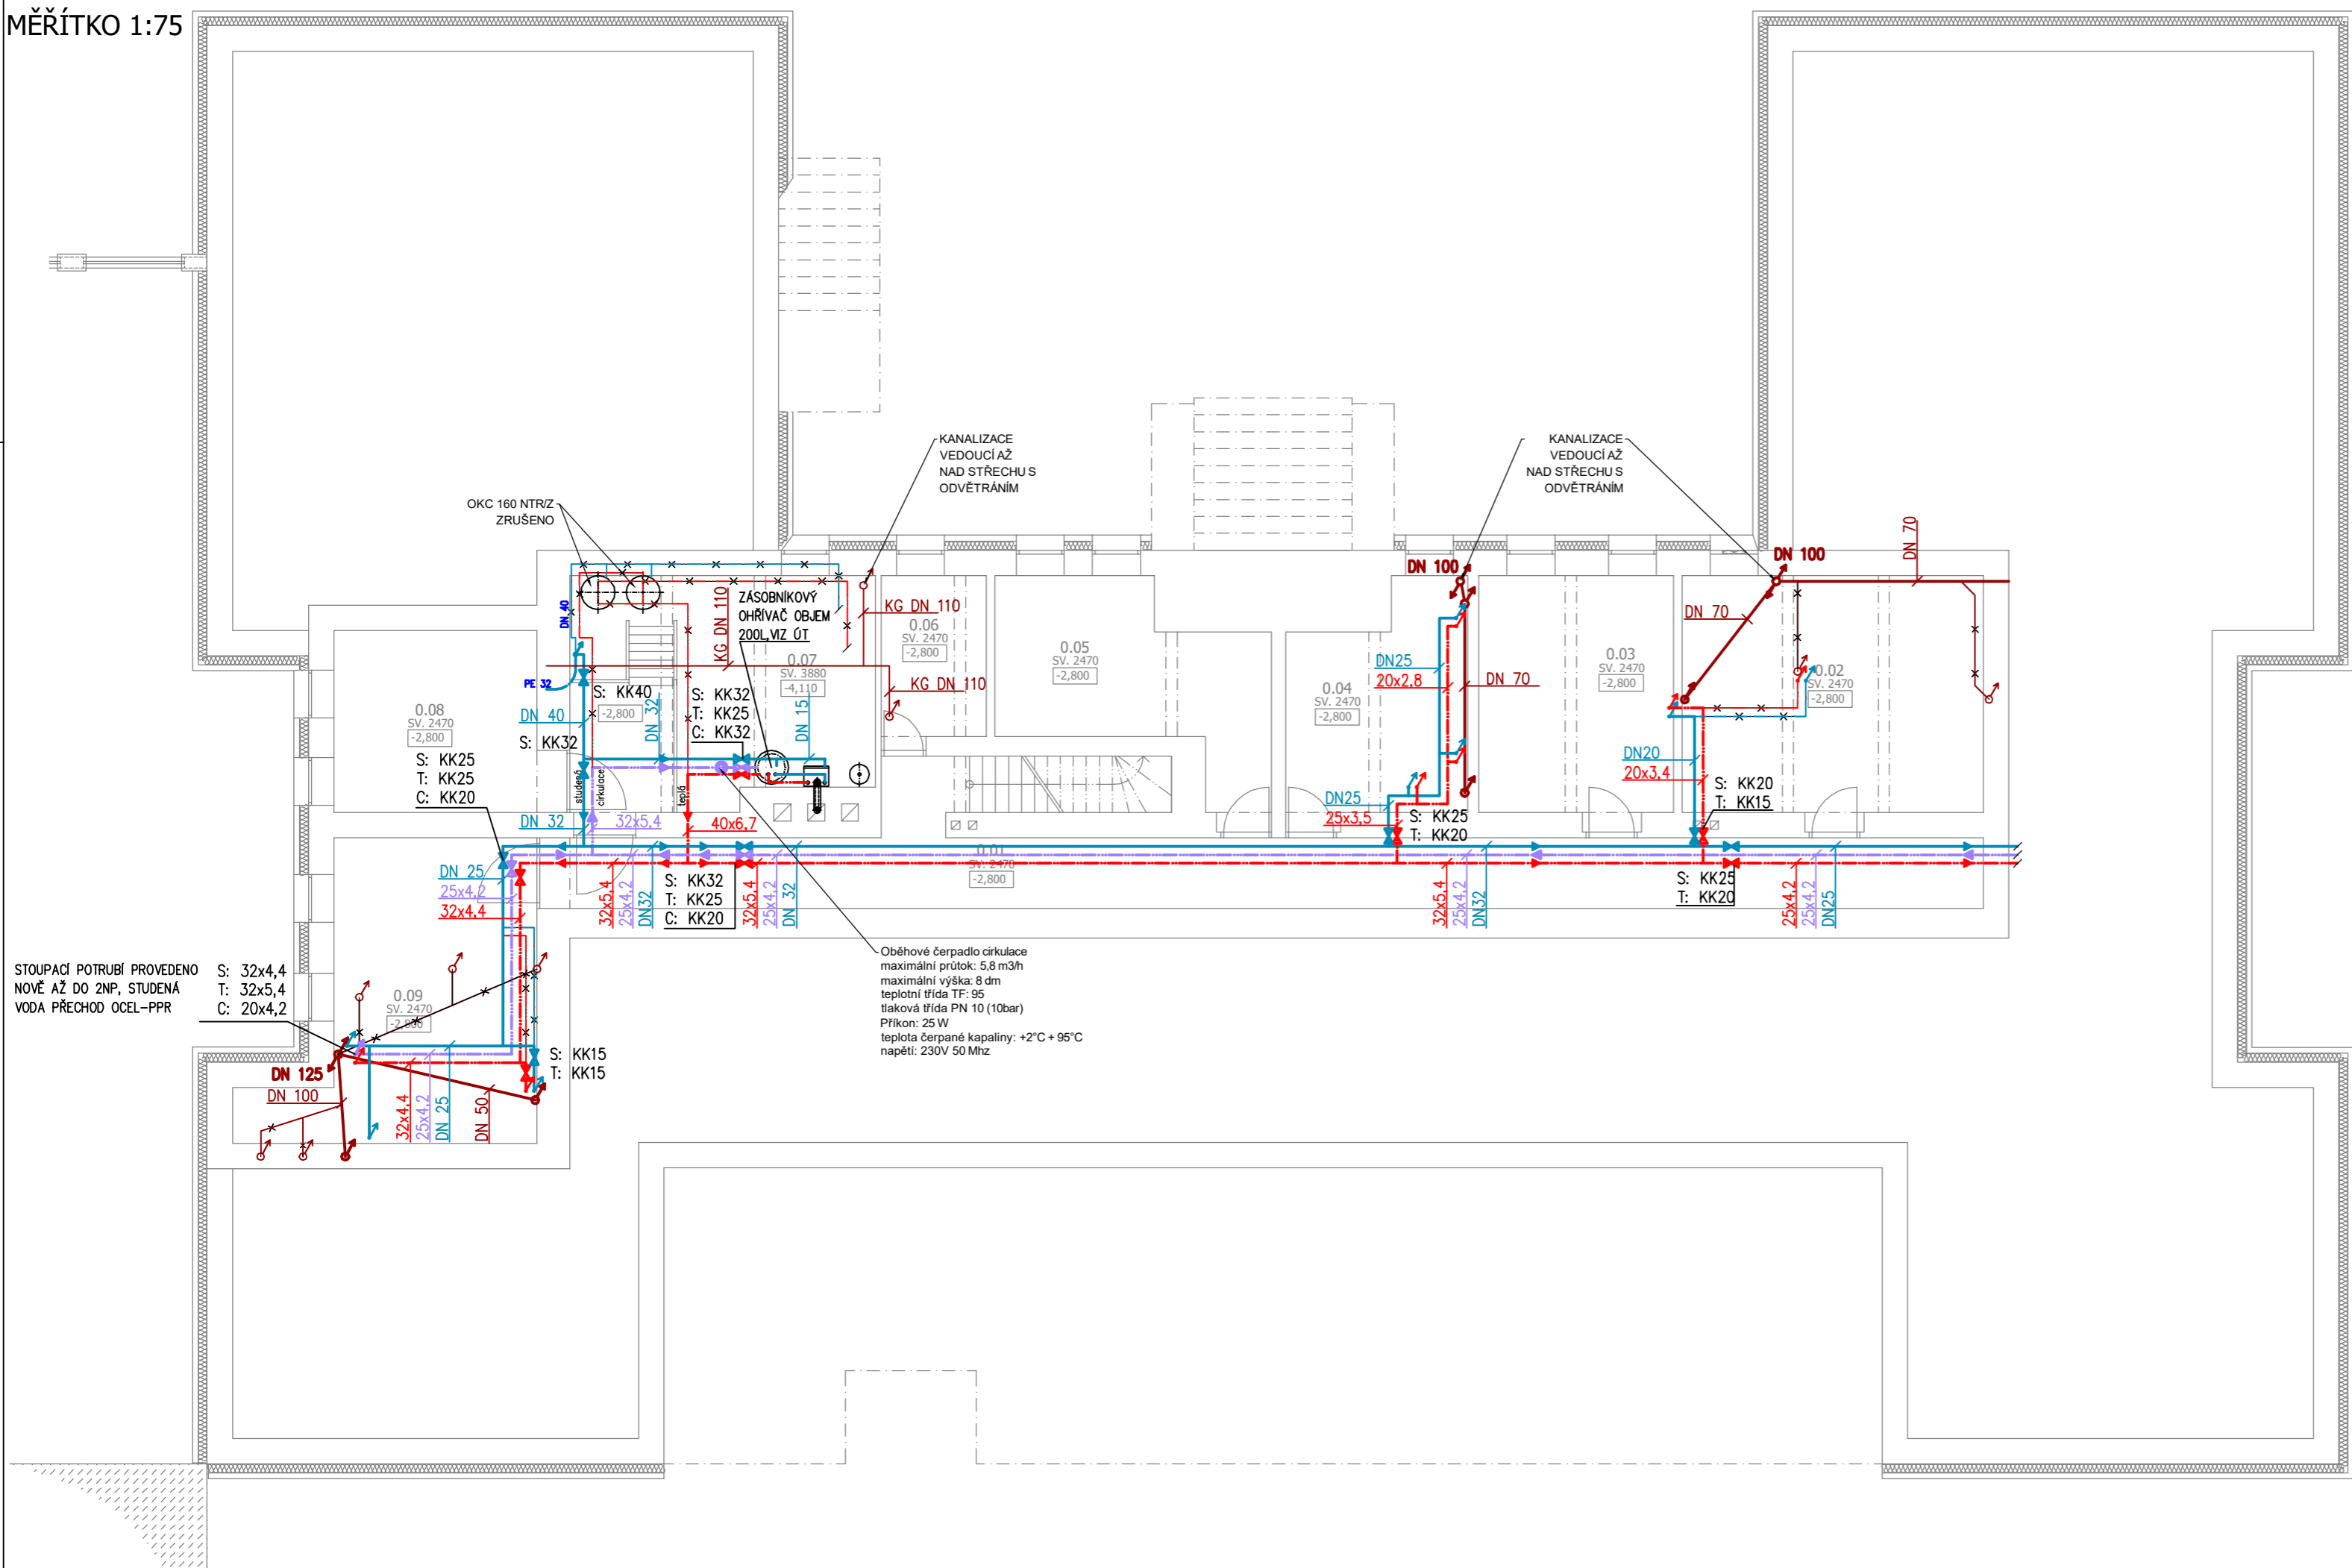 MĚŘÍTKO 1:75
KANALIZACE
VEDOUCÍ AŽ
NAD STŘECHU S
ODVĚTRÁNÍM
KANALIZACE
VEDOUCÍ AŽ
NAD STŘECHU S
ODVĚTRÁNÍM
OKC 160 NTR/Z
ZRUŠENO
DN 70
DN 100
DN 100
ZÁSOBNÍKOVÝ
OHŘÍVAČ OBJEM
200L,VIZ ÚT
DN 40
KG DN 110
KG DN 110
KG DN 110
0.06
SV. 2470
-2,800
0.05
SV. 2470
-2,800
0.07
SV. 3880
-4,110
0.04
SV. 2470
-2,800
0.03
SV. 2470
-2,800
0.02
SV. 2470
-2,800
DN 70
DN25
20x2,8
DN 70
PE 32
S: KK40
-2,800
DN 32
S: KK32
T: KK25
C: KK32
DN 15
0.08
SV. 2470
-2,800
DN 40
S: KK32
S: KK25
T: KK25
C: KK20
studená
cirkulace
teplá
DN 32
32x5,4
40x6,7
DN20
20x3,4
S: KK20
T: KK15
DN25
25x3,5
S: KK25
T: KK20
0.01
SV. 2470
-2,800
DN 25
25x4,2
32x4,4
32x5,4
25x4,2
DN32
S: KK32
T: KK25
C: KK20
32x5,4
25x4,2
DN 32
32x5,4
25x4,2
DN32
S: KK25
T: KK20
25x4,2
25x4,2
DN25
Oběhové čerpadlo cirkulace
maximální průtok: 5,8 m3/h
maximální výška: 8 dm
teplotní třída TF: 95
tlaková třída PN 10 (10bar)
Příkon: 25 W
teplota čerpané kapaliny: +2°C + 95°C
napětí: 230V 50 Mhz
STOUPACÍ POTRUBÍ PROVEDENO
NOVĚ AŽ DO 2NP, STUDENÁ
VODA PŘECHOD OCEL-PPR
S: 32x4,4
T: 32x5,4
C: 20x4,2
0.09
SV. 2470
-2,800
S: KK15
T: KK15
DN 125
DN 100
32x4,4
25x4,2
DN 25
DN 50